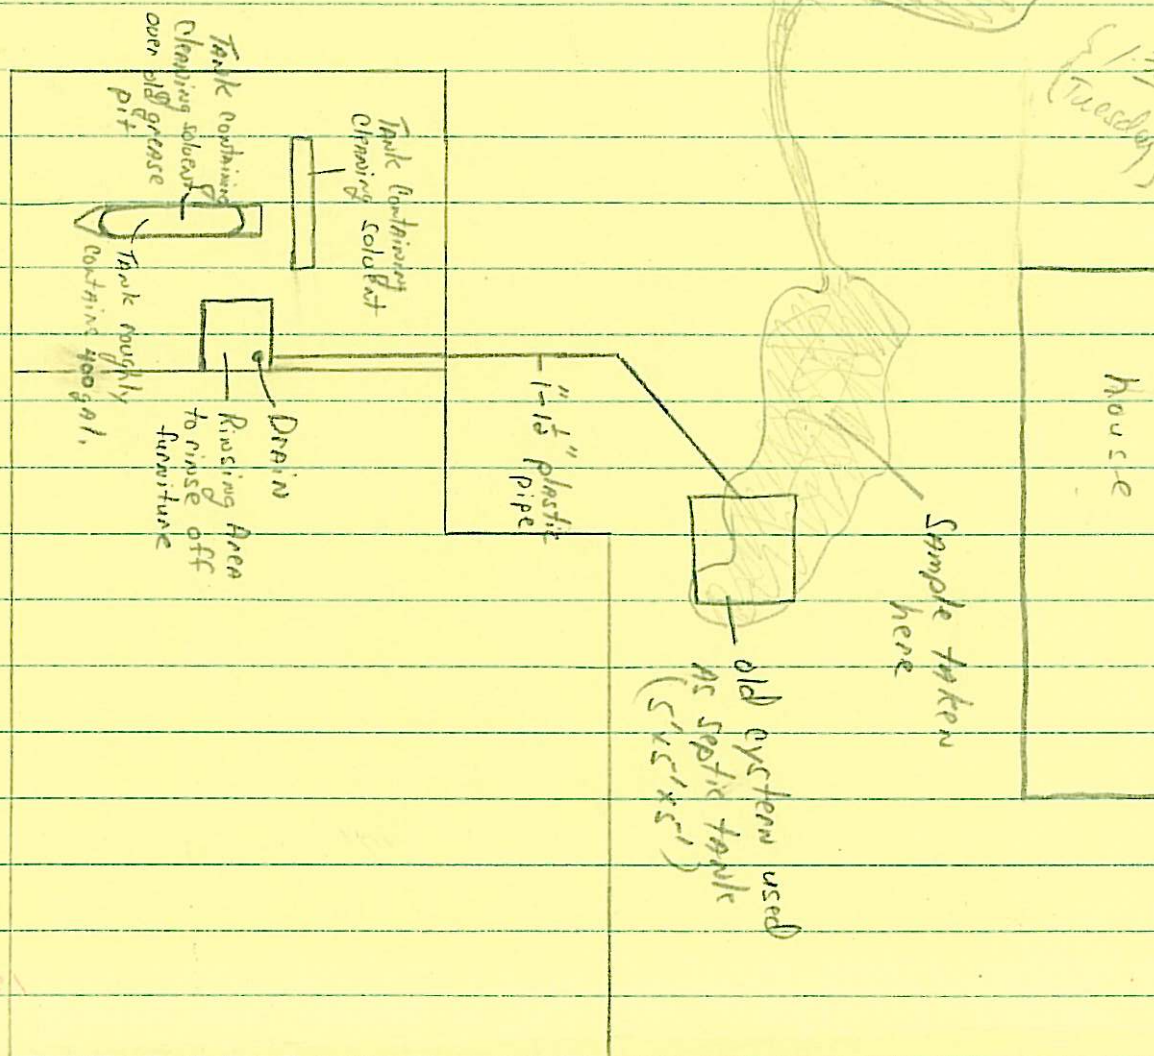 (Tuesday)
house
Sample taken
here
old cystern used
as septic tank
(5'x5'x5')
1-1½" plastic
pipe
Tank containing
cleaning solvent
Tank containing
cleaning solvent
over old grease
pit
Drain
Rinsing Area
to rinse off
furniture
Tank roughly
contains 400 gal.